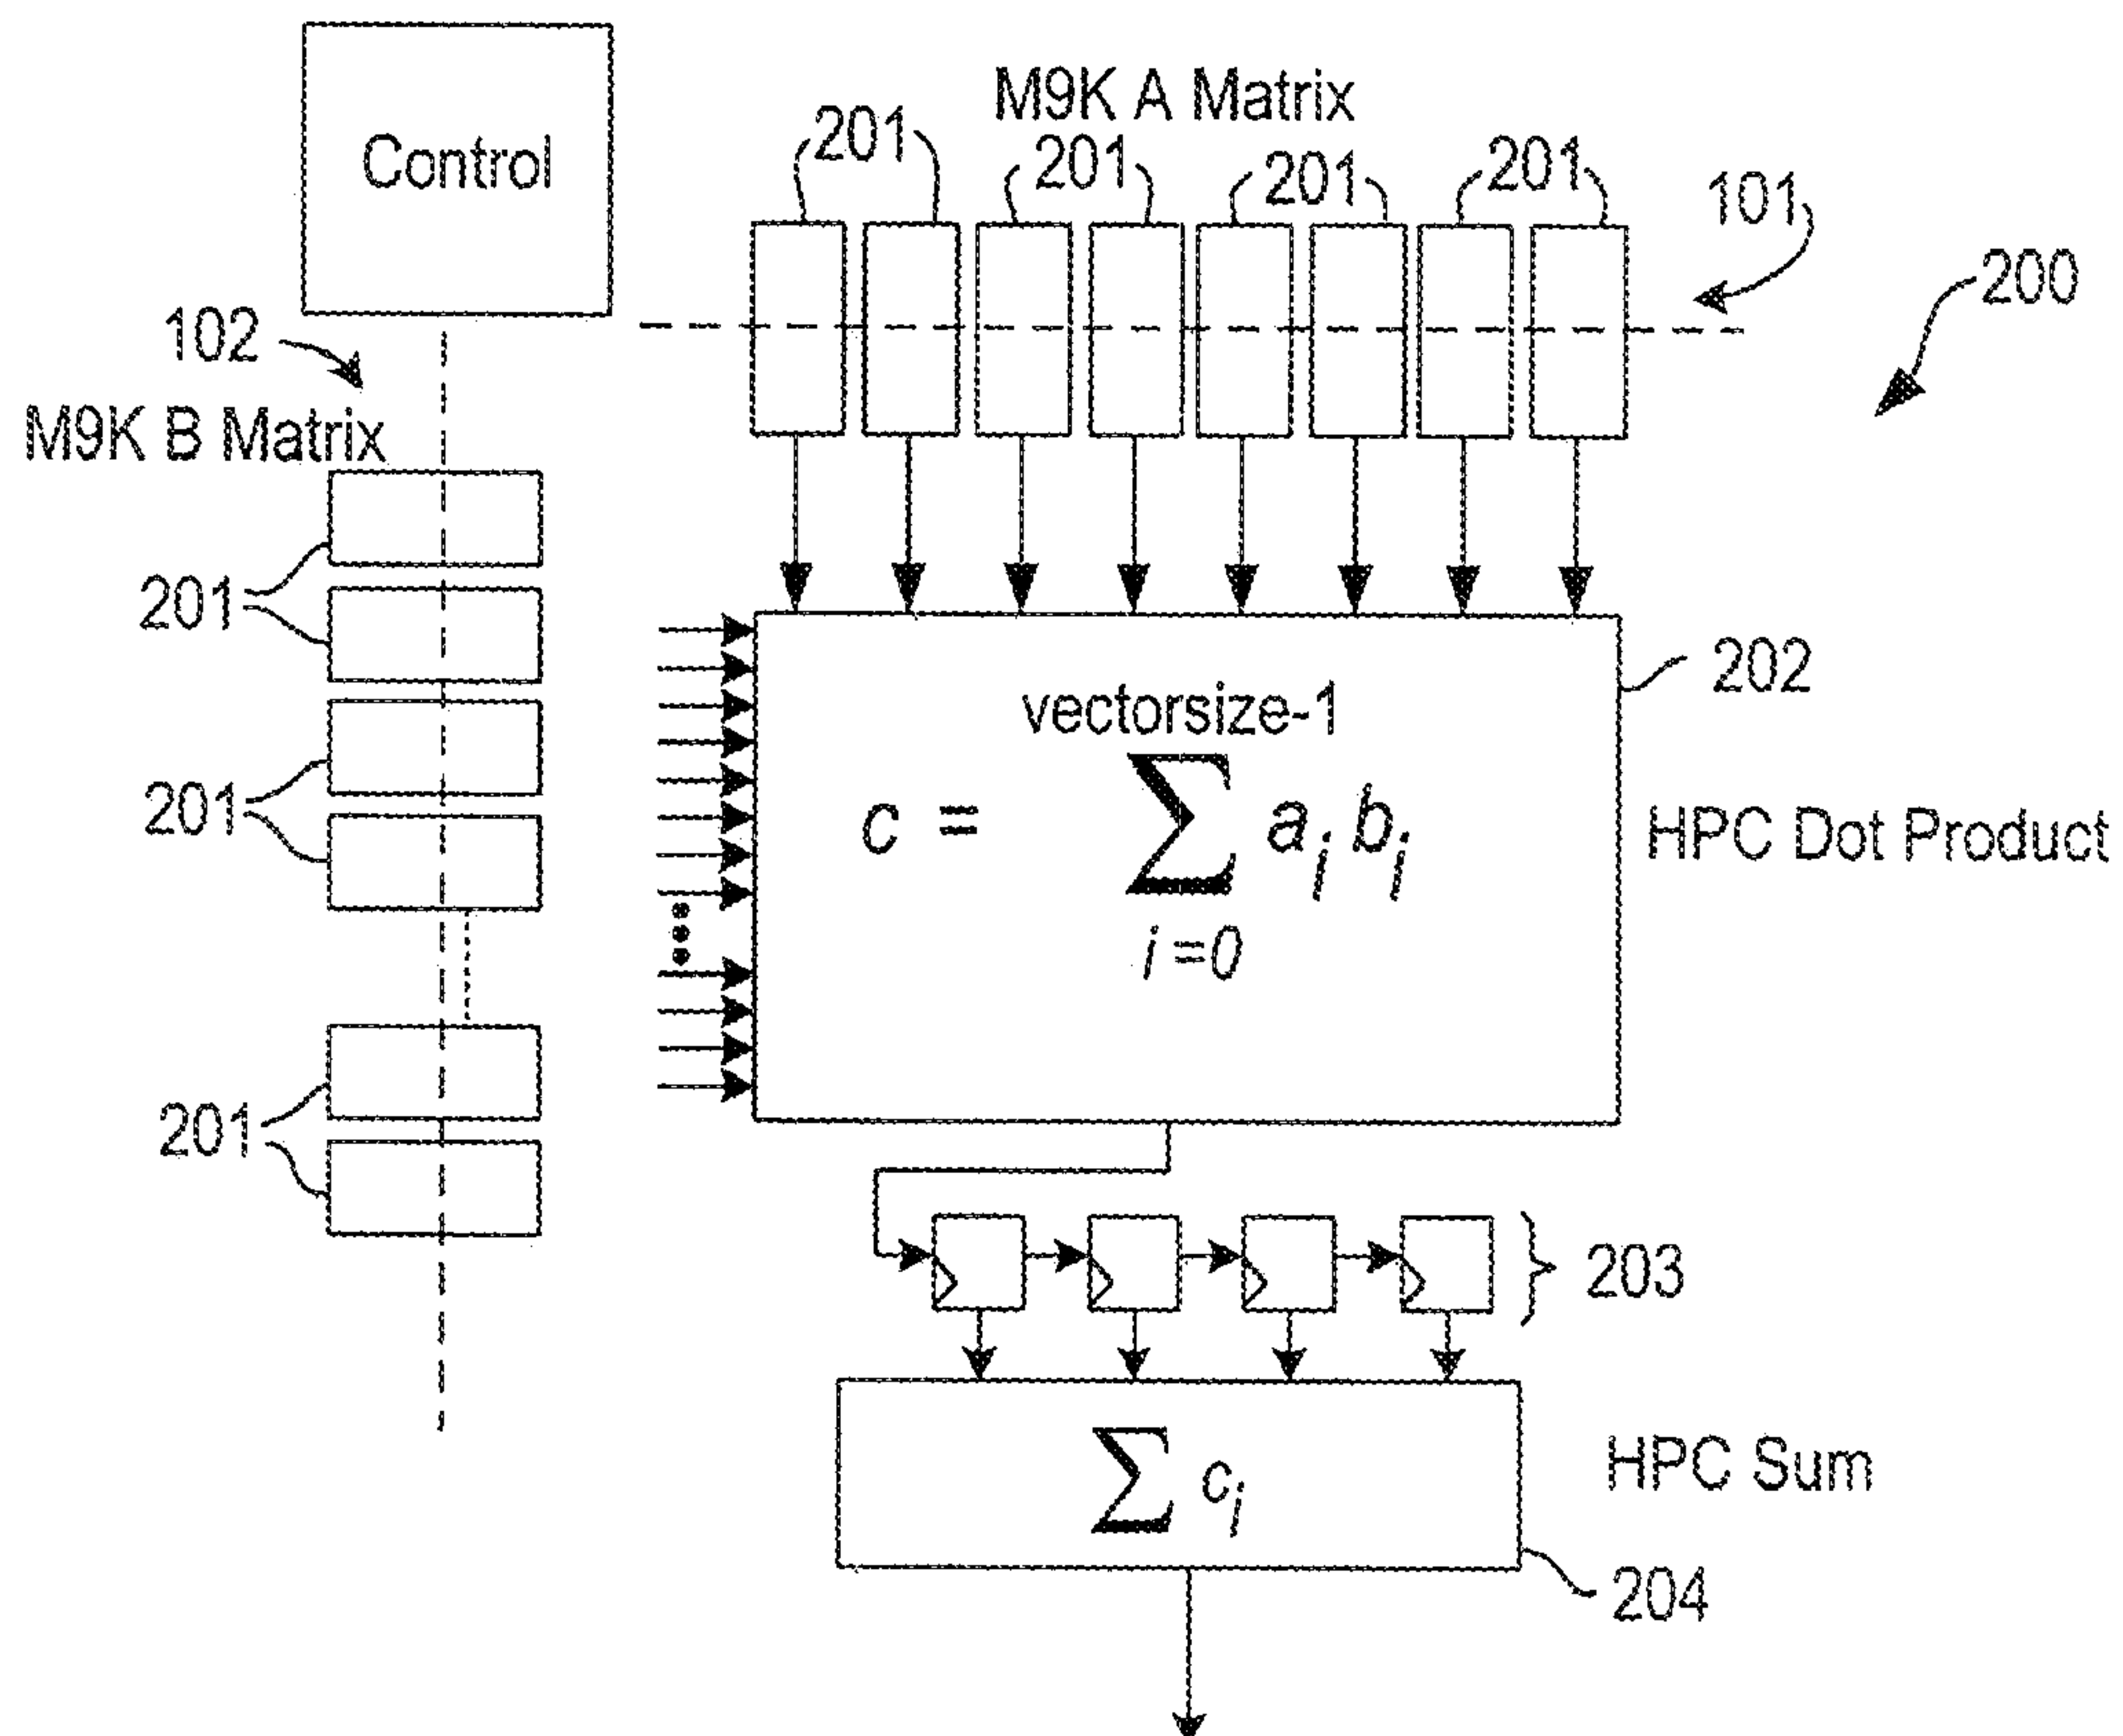 Control
M9K A Matrix
201 201 201 201
101
200
102
M9K B Matrix
201
201
201
202
vectorsize-1
c = ∑ a_i b_i
i=0
HPC Dot Product
203
∑ c_i
HPC Sum
204